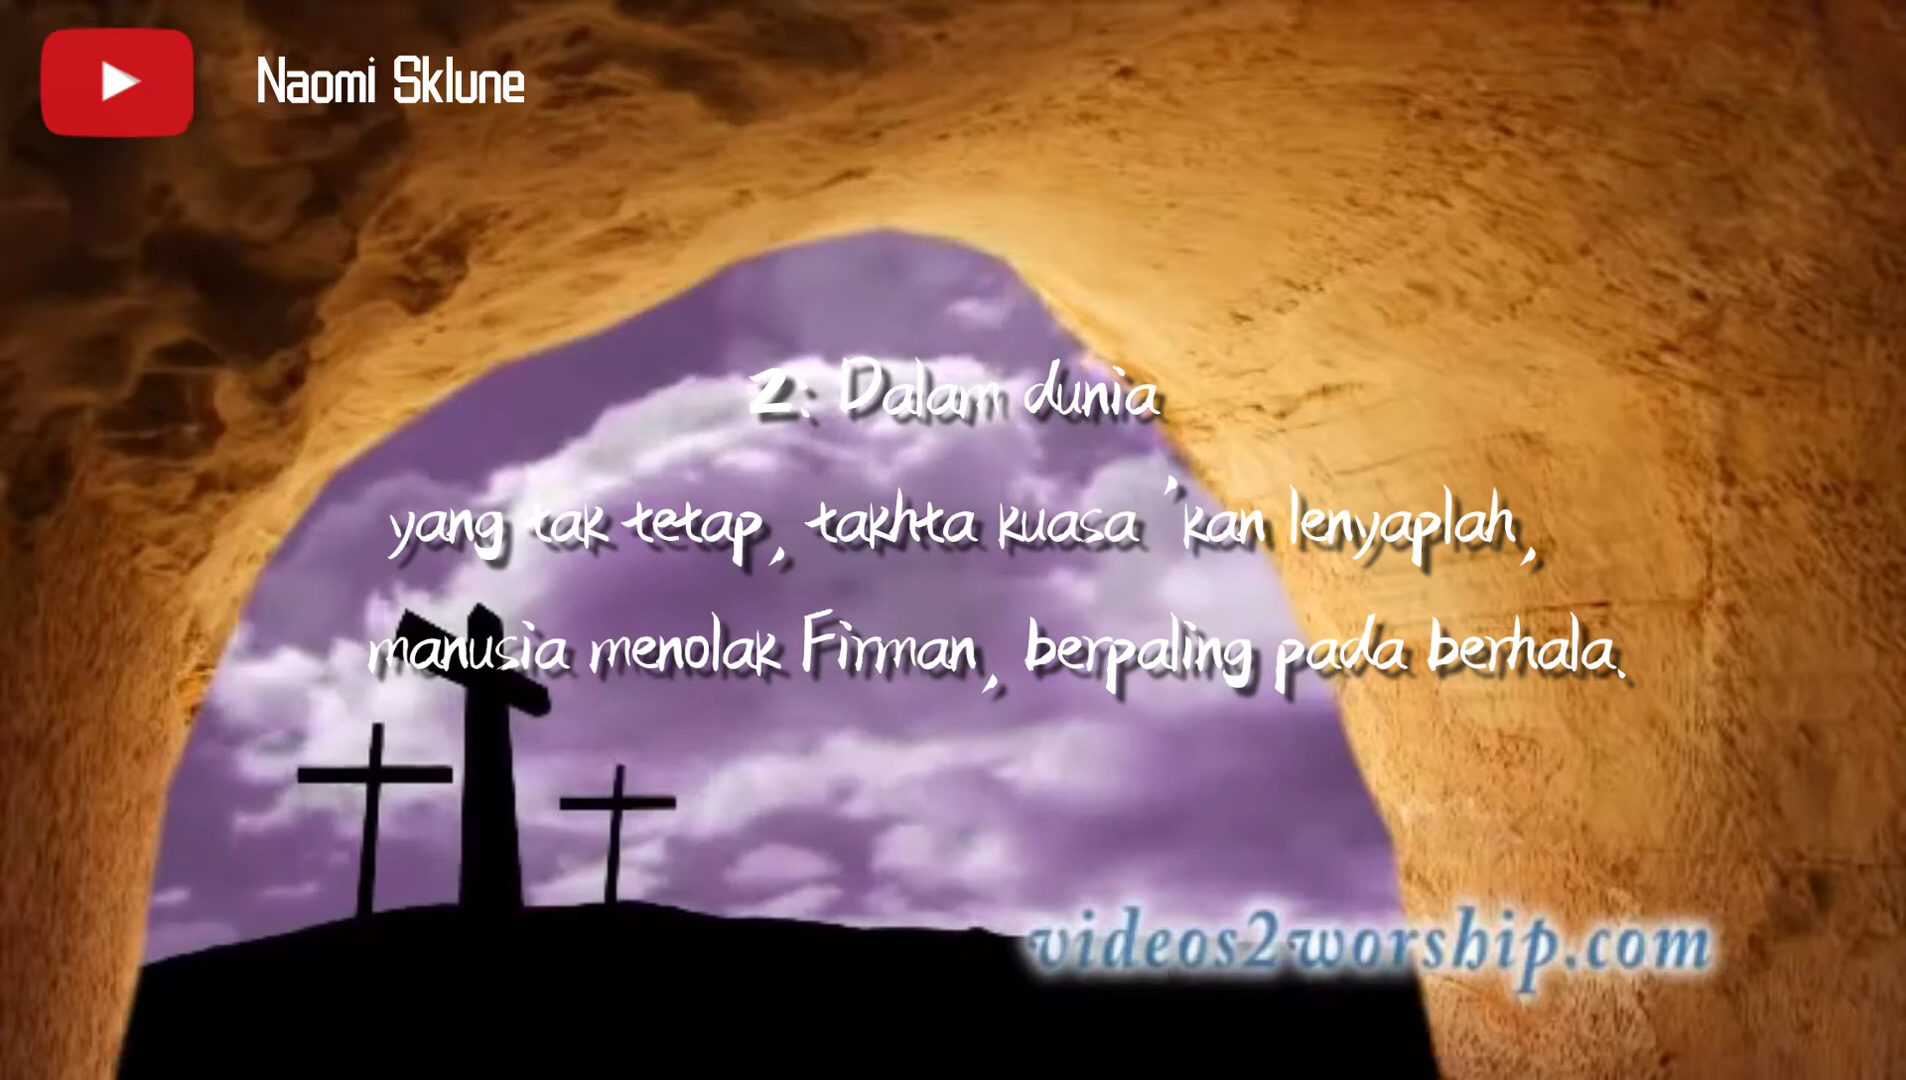 Naomi Sklune
2: Dalam dunia
yang tak tetap, takhta kuasa 'kan lenyaplah,
manusia menolak Firman, berpaling pada berhala.
videos2worship.com